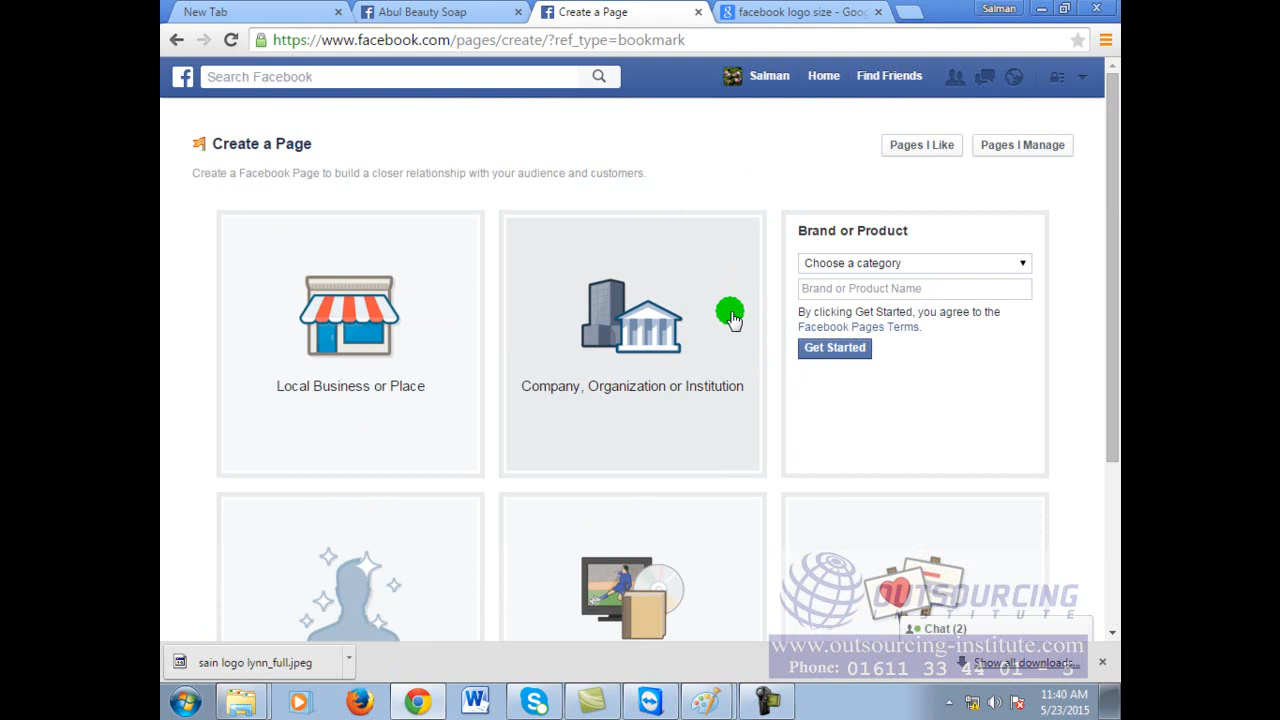 New Tab
Abul Beauty Soap
Create a Page
facebook logo size - Goo
Salman
https://www.facebook.com/pages/create/?ref_type=bookmark
Search Facebook
Salman
Home
Find Friends
Create a Page
Pages I Like
Pages I Manage
Create a Facebook Page to build a closer relationship with your audience and customers.
Local Business or Place
Company, Organization or Institution
Brand or Product
Choose a category
Brand or Product Name
By clicking Get Started, you agree to the
Facebook Pages Terms.
Get Started
OUTSOURCING
INSTITUTE
Chat (2)
www.outsourcing-institute.com
sain logo lynn_full.jpeg
Show all downloads...
Phone: 01611 33 44 01 - 3
11:40 AM
5/23/2015